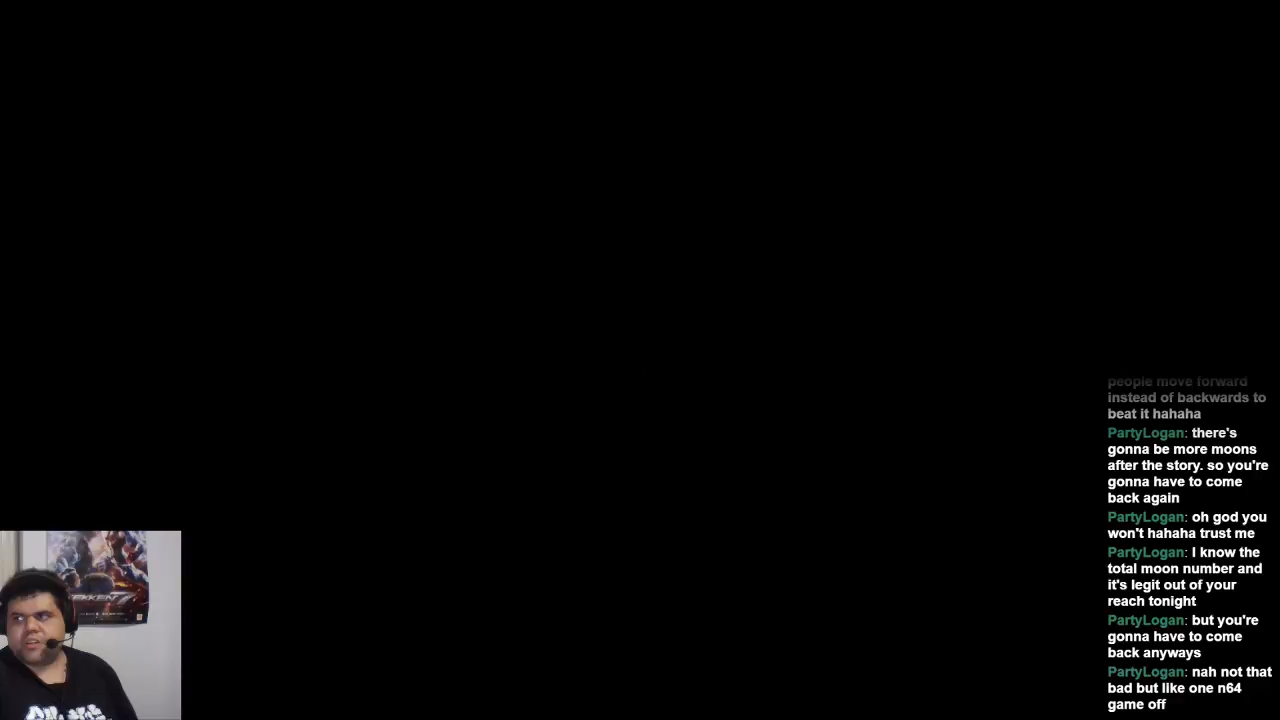 people move forward
instead of backwards to
beat it hahaha
PartyLogan: there's
gonna be more moons
after the story. so you're
gonna have to come
back again
PartyLogan: oh god you
won't hahaha trust me
PartyLogan: I know the
total moon number and
it's legit out of your
reach tonight
PartyLogan: but you're
gonna have to come
back anyways
PartyLogan: nah not that
bad but like one n64
game off
TEKKEN 7